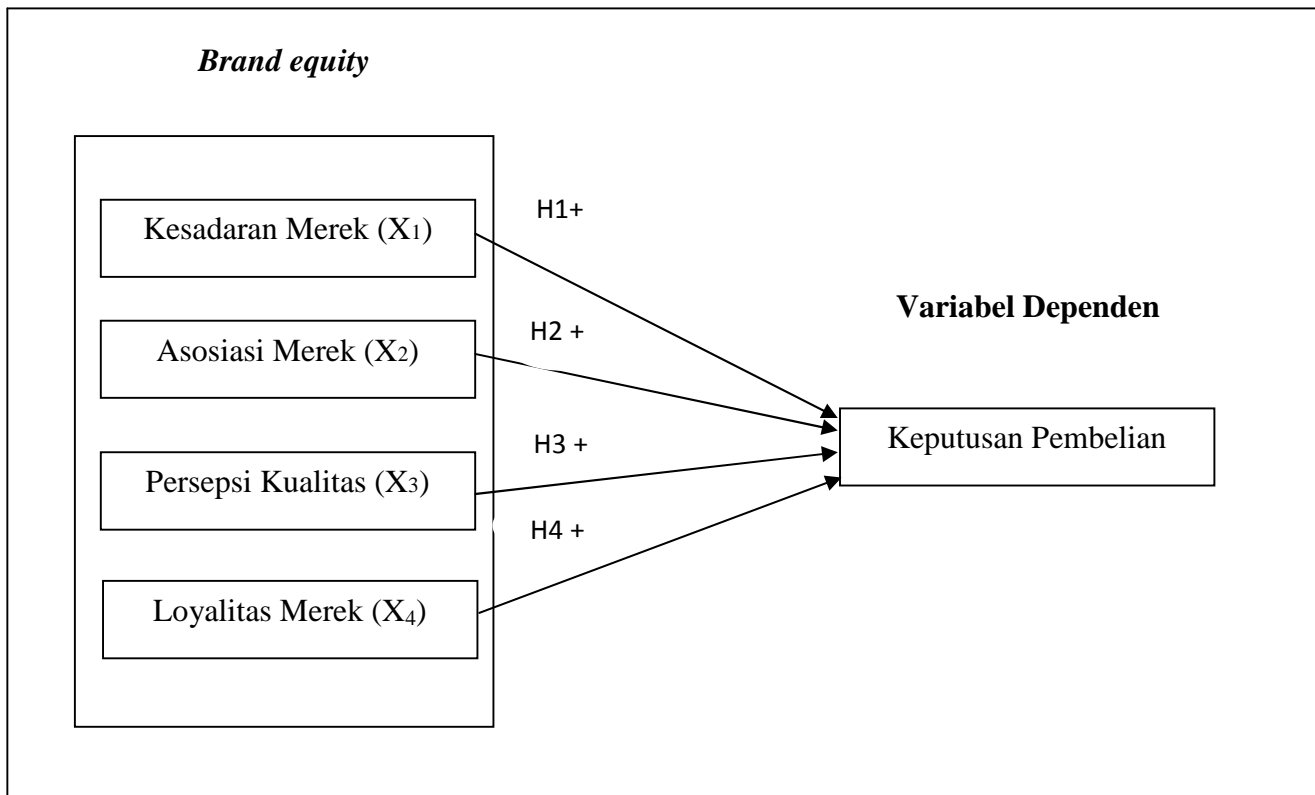 Brand equity
Kesadaran Merek (X1)
H1+
Asosiasi Merek (X2)
H2 +
Persepsi Kualitas (X3)
H3 +
Loyalitas Merek (X4)
H4 +
Variabel Dependen
Keputusan Pembelian